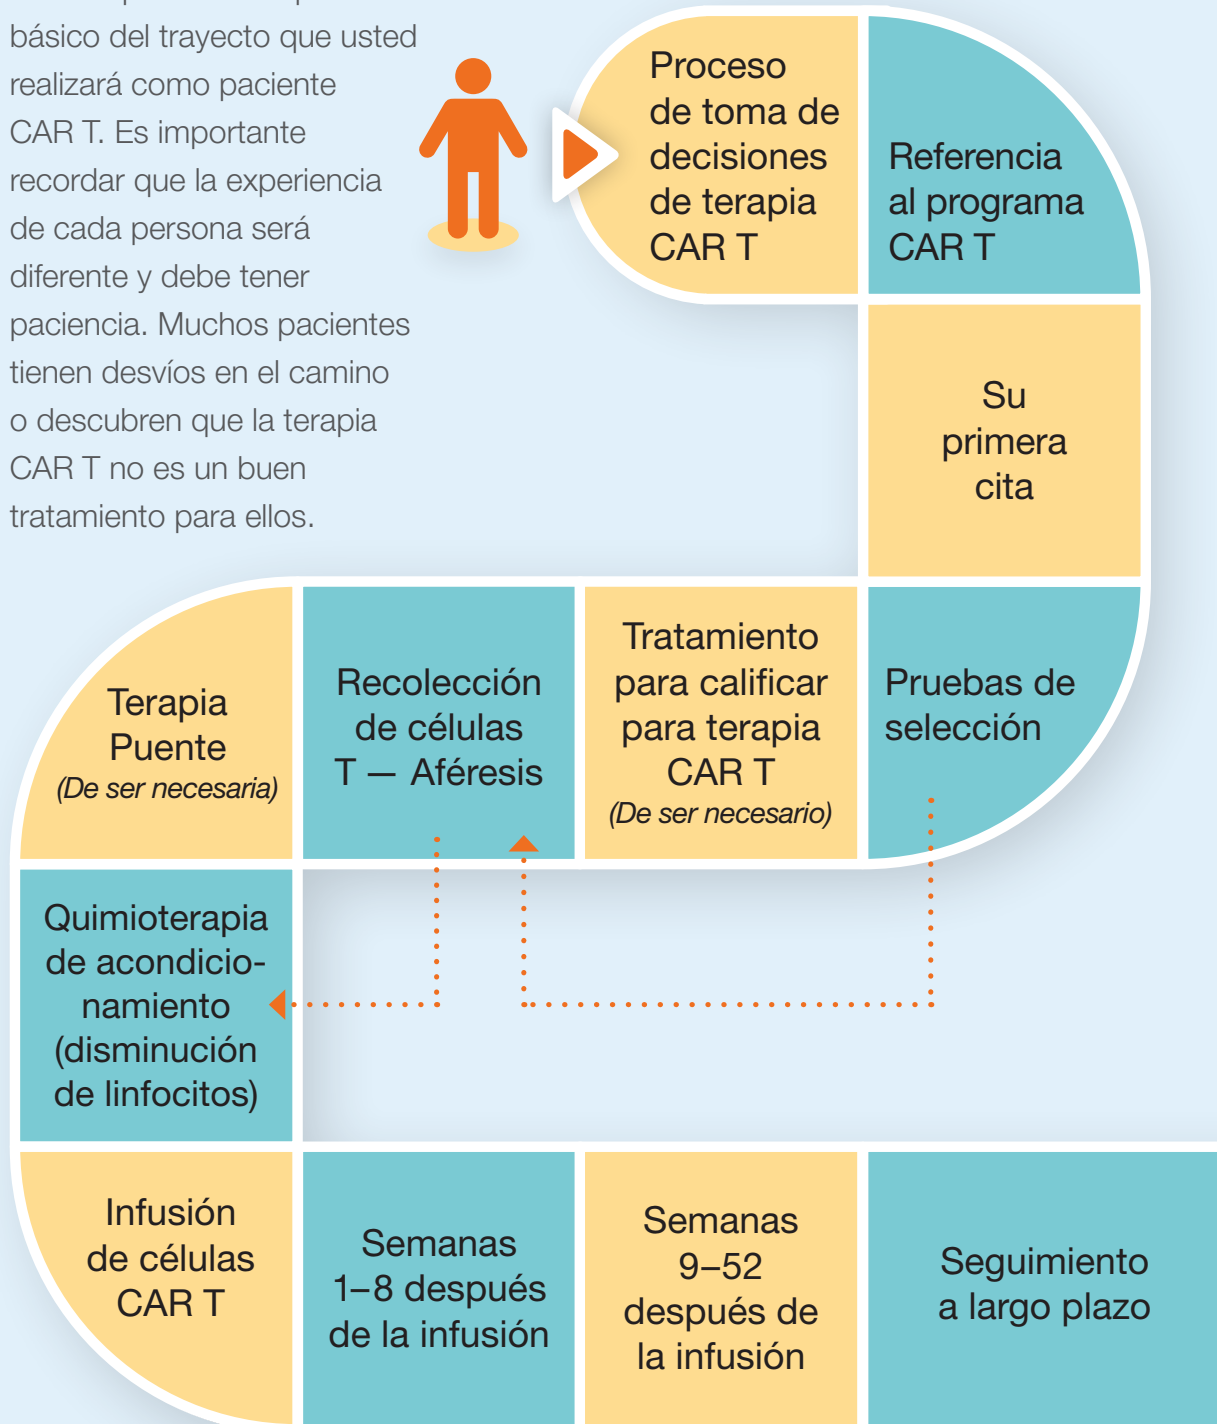 básico del trayecto que usted
realizará como paciente
CAR T. Es importante
recordar que la experiencia
de cada persona será
diferente y debe tener
paciencia. Muchos pacientes
tienen desvíos en el camino
o descubren que la terapia
CAR T no es un buen
tratamiento para ellos.
Proceso
de toma de
decisiones
de terapia
CAR T
Referencia
al programa
CAR T
Su
primera
cita
Pruebas de
selección
Tratamiento
para calificar
para terapia
CAR T
(De ser necesario)
Recolección
de células
T — Aféresis
Terapia
Puente
(De ser necesaria)
Quimioterapia
de acondicio-
namiento
(disminución
de linfocitos)
Infusión
de células
CAR T
Semanas
1–8 después
de la infusión
Semanas
9–52
después de
la infusión
Seguimiento
a largo plazo